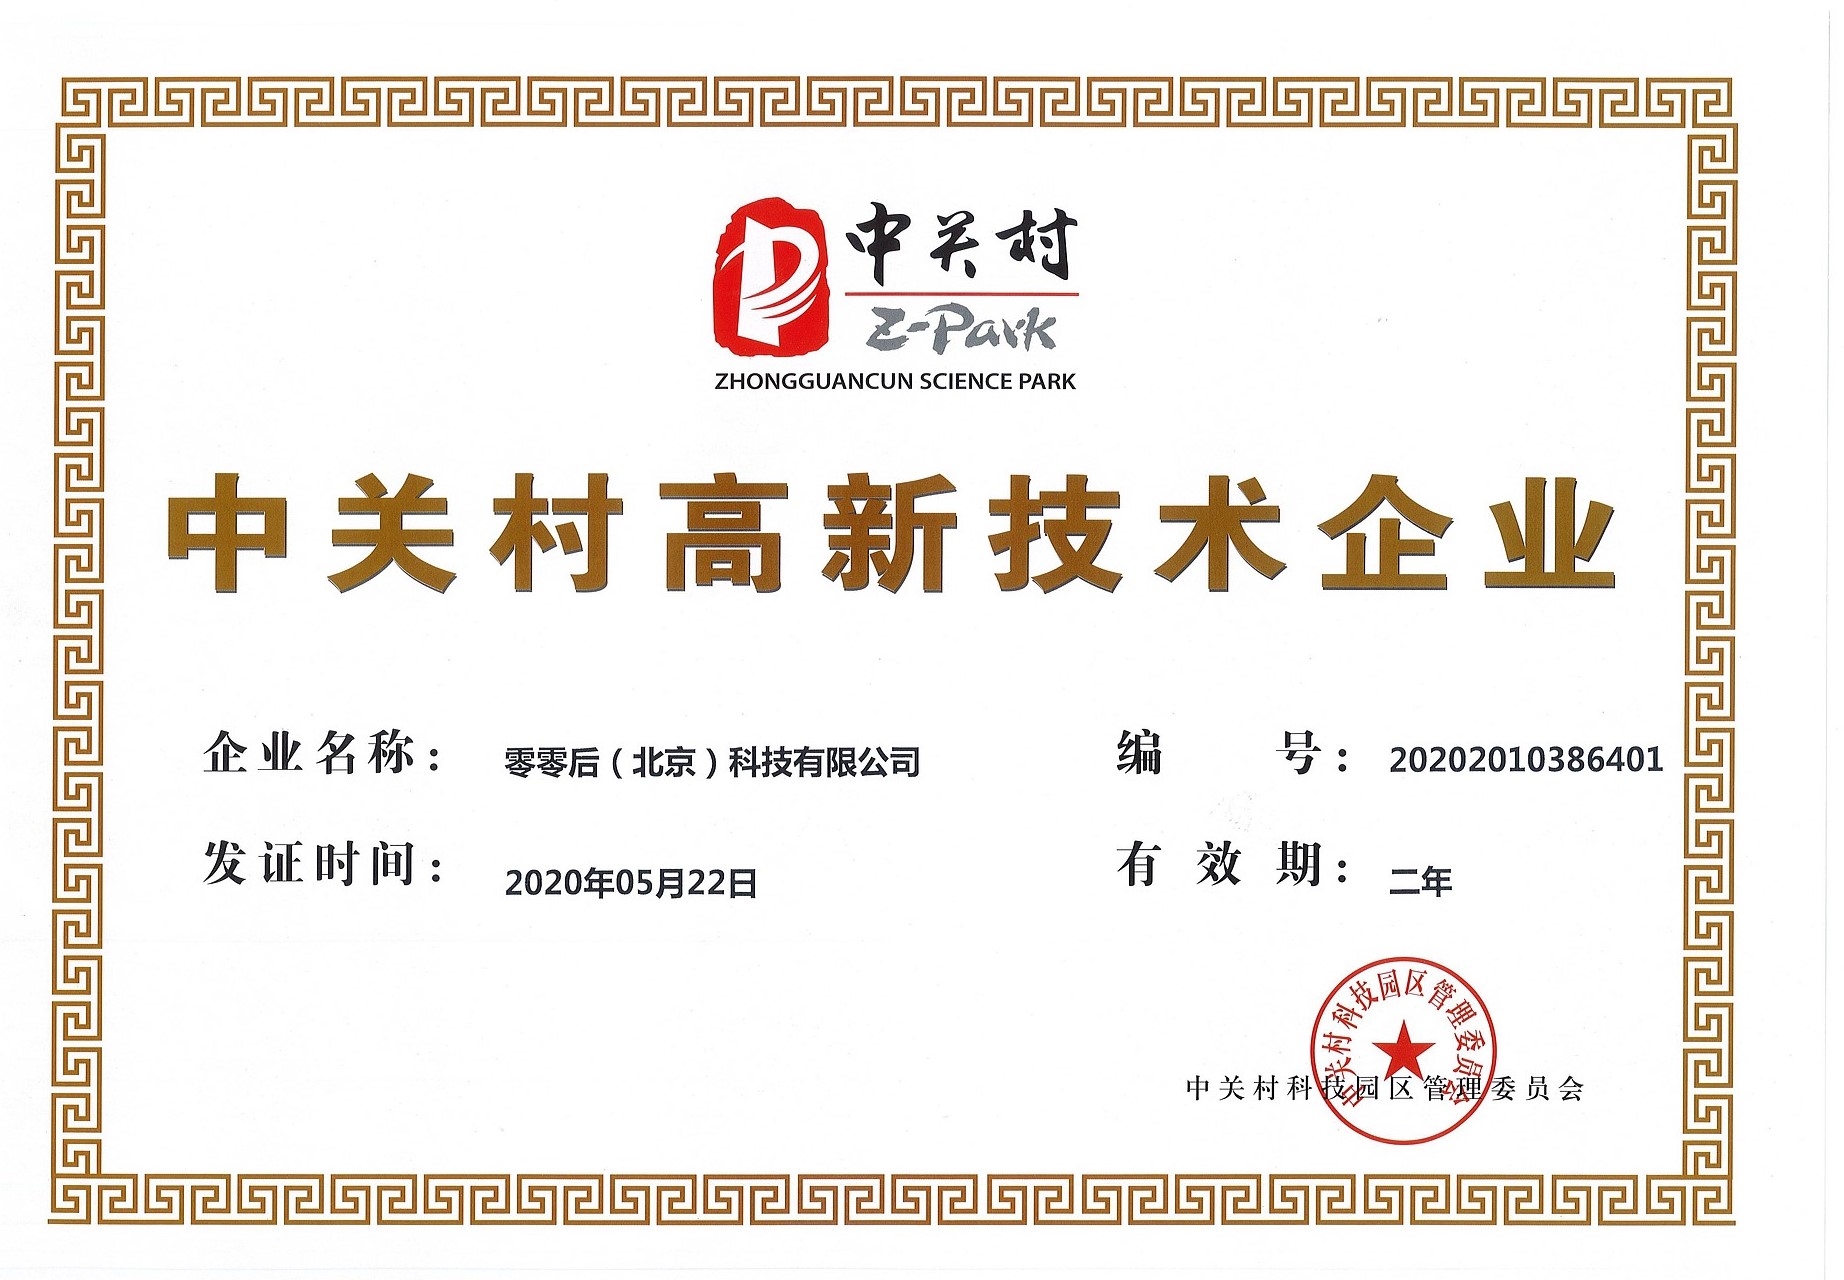 中关村
Z-Park
ZHONGGUANCUN SCIENCE PARK
中关村高新技术企业
企业名称： 零零后（北京）科技有限公司 编 号： 20202010386401
发证时间： 2020年05月22日 有效期： 二年
中关村科技园区管理委员会
中关村科技园区管理委员会